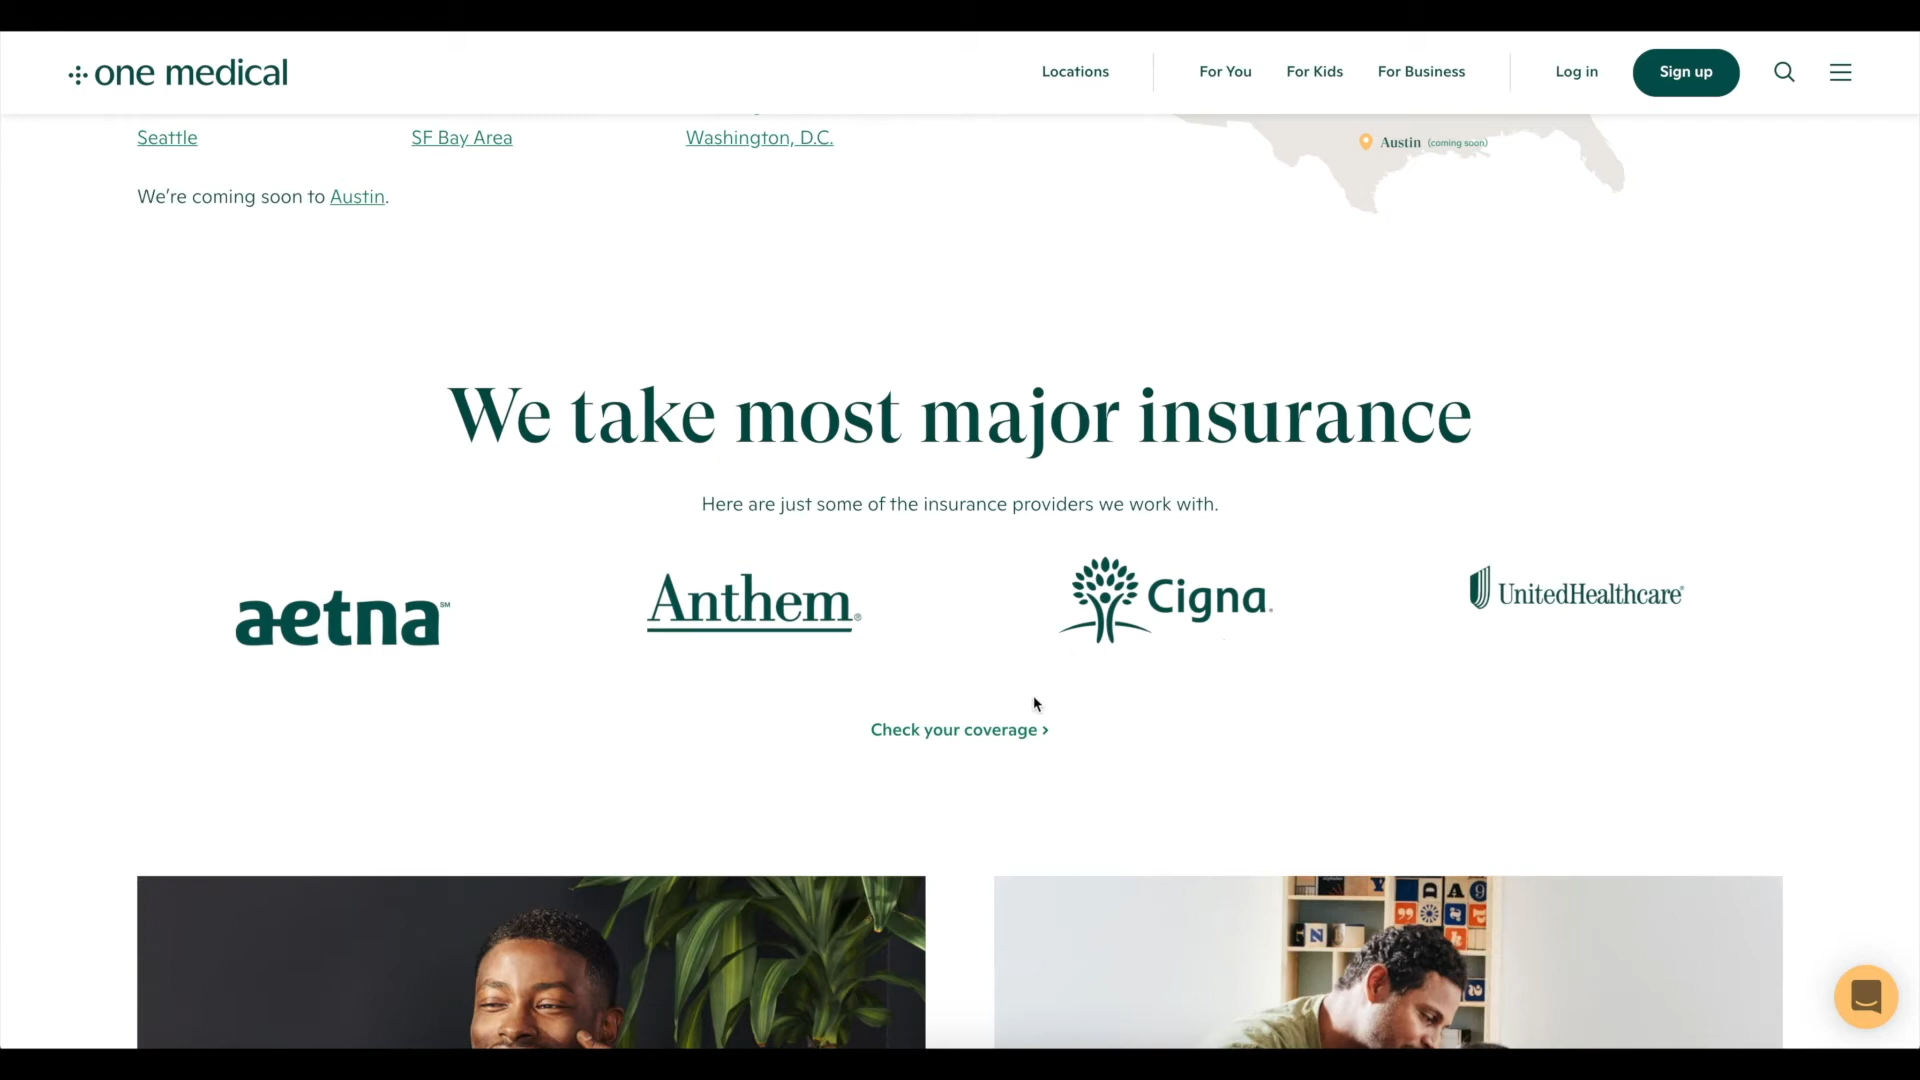 one medical
Locations
For You
For Kids
For Business
Log in
Sign up
Seattle
SF Bay Area
Washington, D.C.
Austin (coming soon)
We're coming soon to Austin.
We take most major insurance
Here are just some of the insurance providers we work with.
aetna℠
Anthem®
Cigna.
UnitedHealthcare®
Check your coverage ›